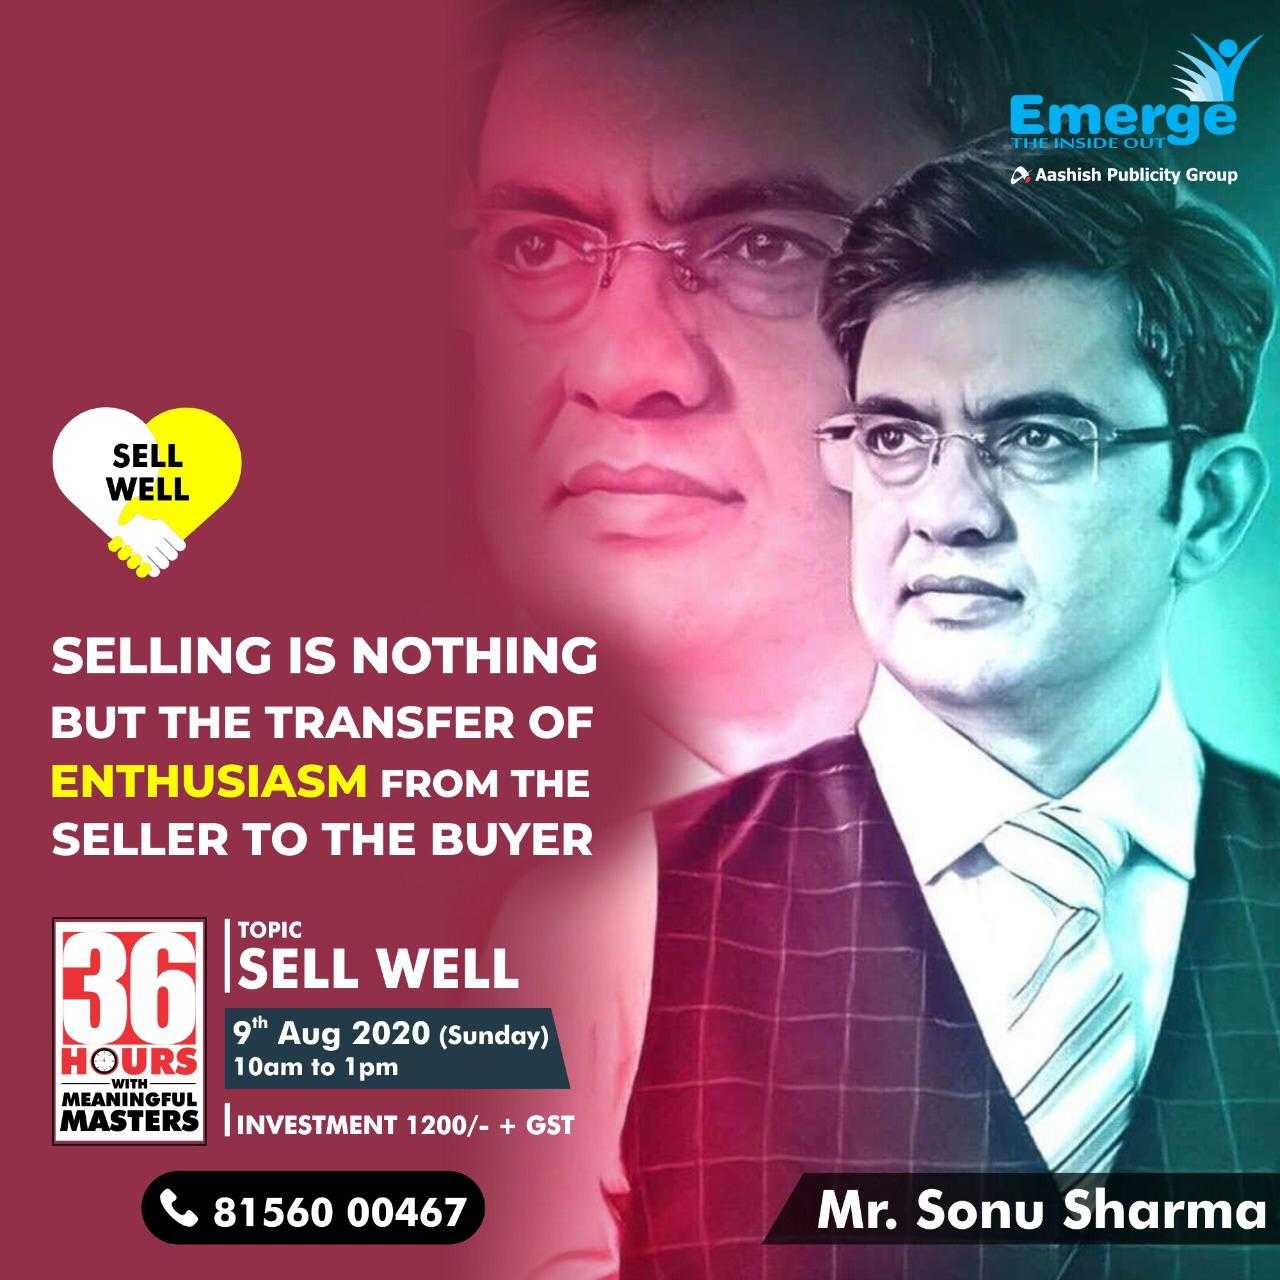 Emerge
THE INSIDE OUT
Aashish Publicity Group
SELL
WELL
SELLING IS NOTHING
BUT THE TRANSFER OF
ENTHUSIASM FROM THE
SELLER TO THE BUYER
36
HOURS
WITH
MEANINGFUL
MASTERS
TOPIC
SELL WELL
9th Aug 2020 (Sunday)
10am to 1pm
INVESTMENT 1200/- + GST
81560 00467
Mr. Sonu Sharma